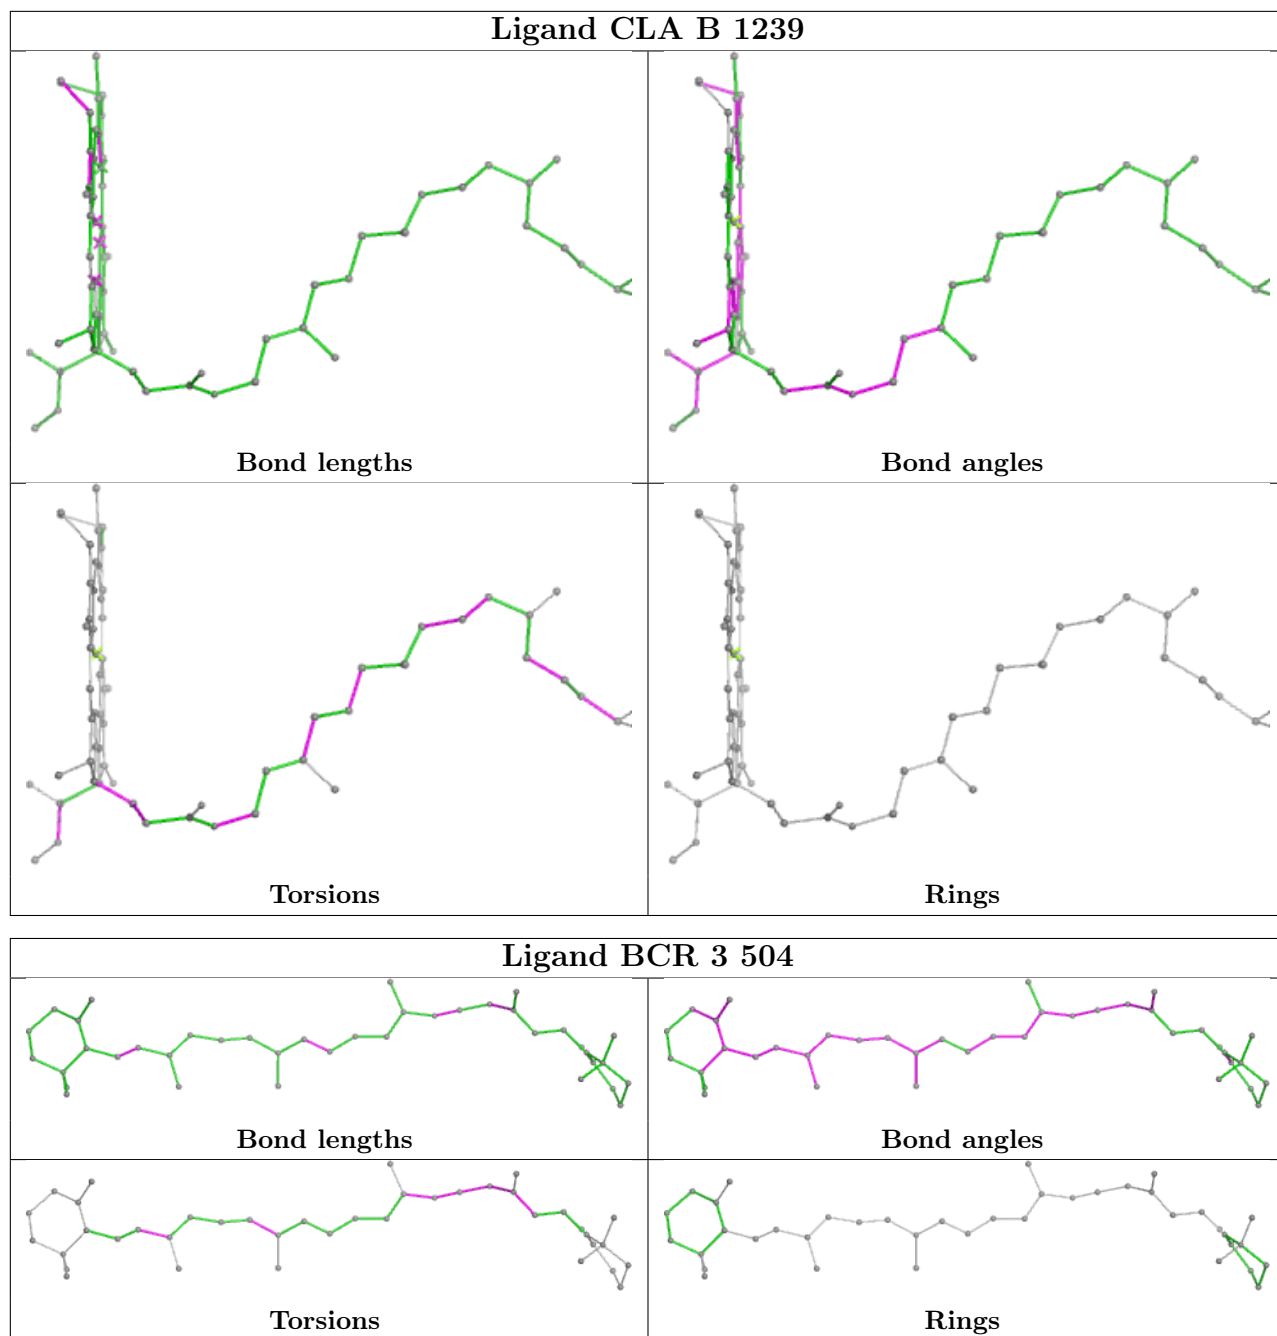 Ligand CLA B 1239
Bond lengths
Bond angles
Torsions
Rings
Ligand BCR 3 504
Bond lengths
Bond angles
Torsions
Rings